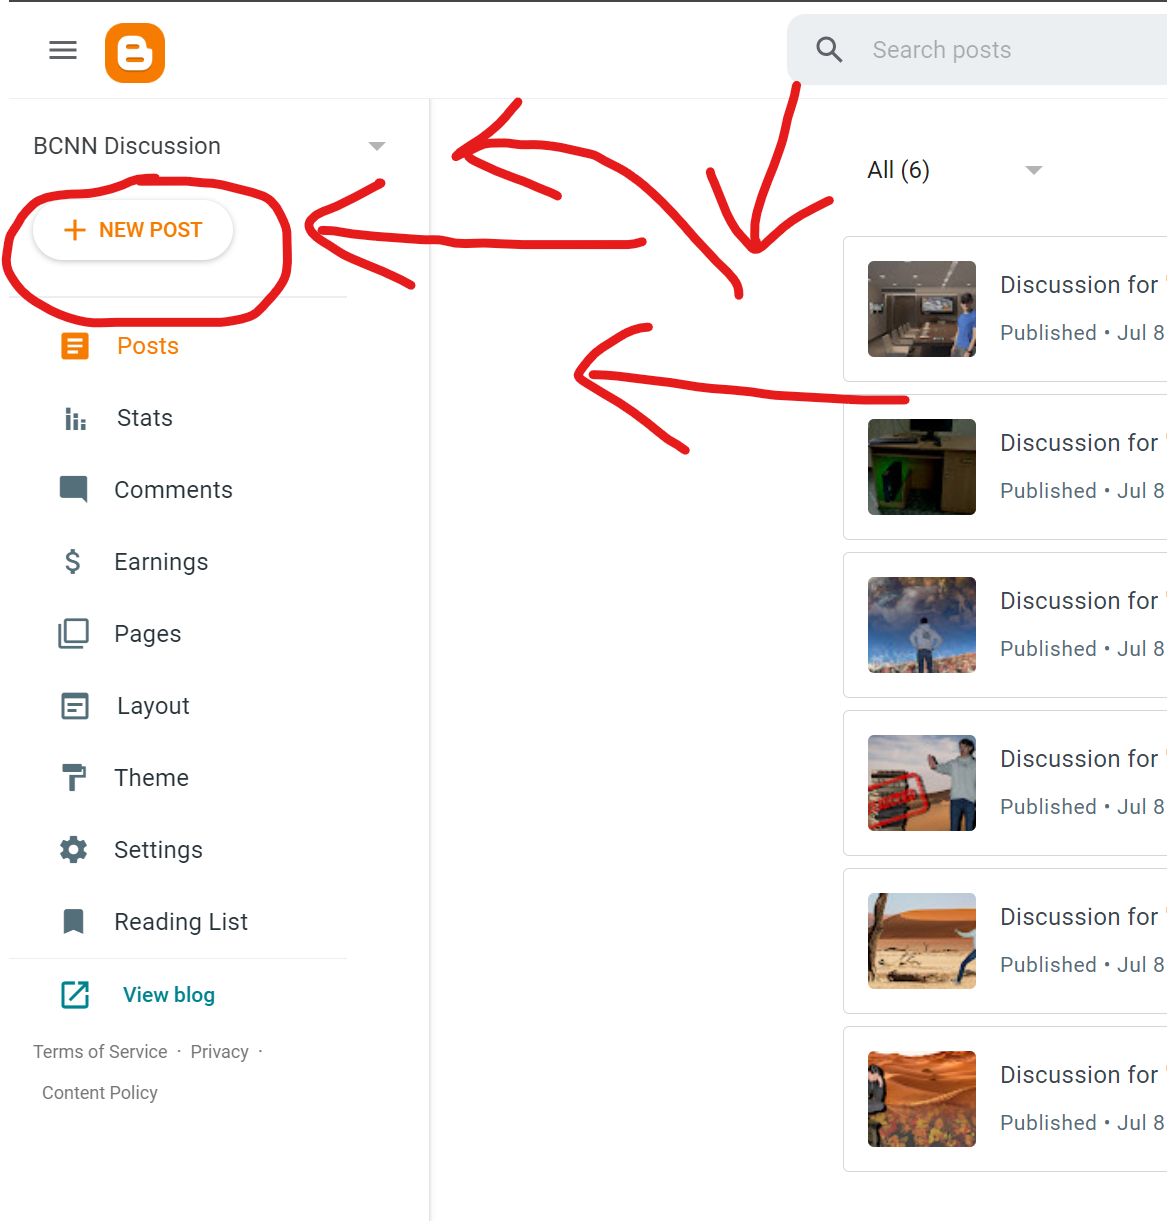 Search posts
BCNN Discussion
NEW POST
Posts
Stats
Comments
Earnings
Pages
Layout
Theme
Settings
Reading List
View blog
Terms of Service · Privacy ·
Content Policy
All (6)
Discussion for
Published • Jul 8
Discussion for
Published • Jul 8
Discussion for
Published • Jul 8
Discussion for
Published • Jul 8
Discussion for
Published • Jul 8
Discussion for
Published • Jul 8